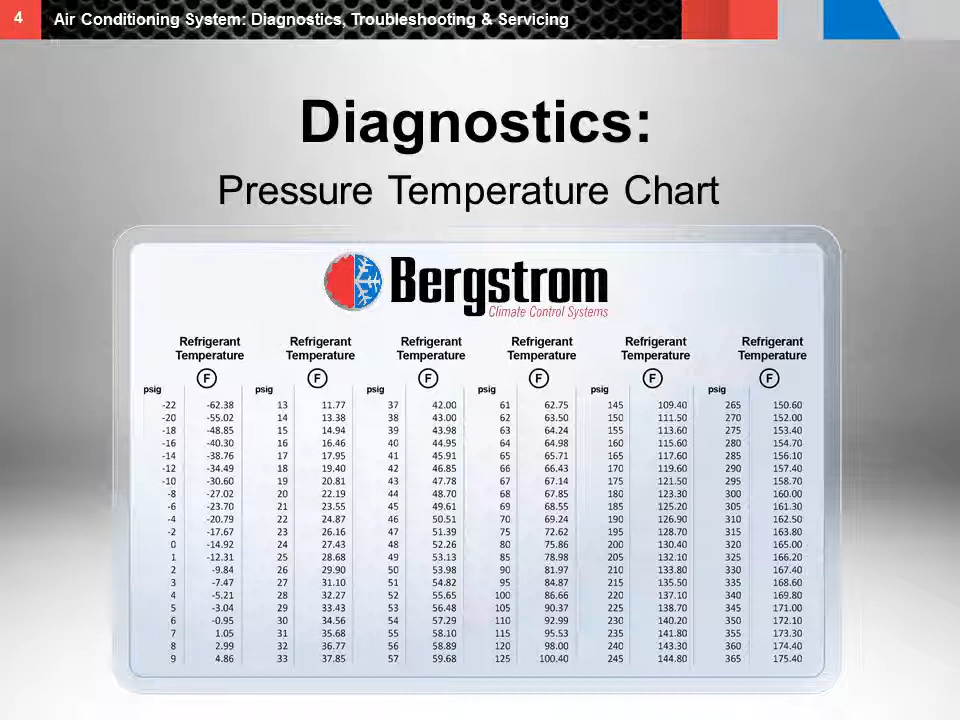 4 Air Conditioning System: Diagnostics, Troubleshooting & Servicing
Diagnostics:
Pressure Temperature Chart
Bergstrom
Climate Control Systems
Refrigerant Refrigerant Refrigerant Refrigerant Refrigerant Refrigerant
Temperature Temperature Temperature Temperature Temperature Temperature
F F F F F F
psig psig psig psig psig psig
-22 -62.38 13 11.77 37 42.00 61 62.75 145 109.40 265 150.60
-20 -55.02 14 13.38 38 43.00 62 63.50 150 111.50 270 152.00
-18 -48.85 15 14.94 39 43.98 63 64.24 155 113.60 275 153.40
-16 -40.30 16 16.46 40 44.95 64 64.98 160 115.60 280 154.70
-14 -38.76 17 17.95 41 45.91 65 65.71 165 117.60 285 156.10
-12 -34.49 18 19.40 42 46.85 66 66.43 170 119.60 290 157.40
-10 -30.60 19 20.81 43 47.78 67 67.14 175 121.50 295 158.70
-8 -27.02 20 22.19 44 48.70 68 67.85 180 123.30 300 160.00
-6 -23.70 21 23.55 45 49.61 69 68.55 185 125.20 305 161.30
-4 -20.79 22 24.87 46 50.51 70 69.24 190 126.90 310 162.50
-2 -17.67 23 26.16 47 51.39 75 72.62 195 128.70 315 163.80
0 -14.92 24 27.43 48 52.26 80 75.86 200 130.40 320 165.00
1 -12.31 25 28.68 49 53.13 85 78.98 205 132.10 325 166.20
2 -9.84 26 29.90 50 53.98 90 81.97 210 133.80 330 167.40
3 -7.47 27 31.10 51 54.82 95 84.87 215 135.50 335 168.60
4 -5.21 28 32.27 52 55.65 100 86.66 220 137.10 340 169.80
5 -3.04 29 33.43 53 56.48 105 90.37 225 138.70 345 171.00
6 -0.95 30 34.56 54 57.29 110 92.99 230 140.20 350 172.10
7 1.05 31 35.68 55 58.10 115 95.53 235 141.80 355 173.30
8 2.99 32 36.77 56 58.89 120 98.00 240 143.30 360 174.40
9 4.86 33 37.85 57 59.68 125 100.40 245 144.80 365 175.40